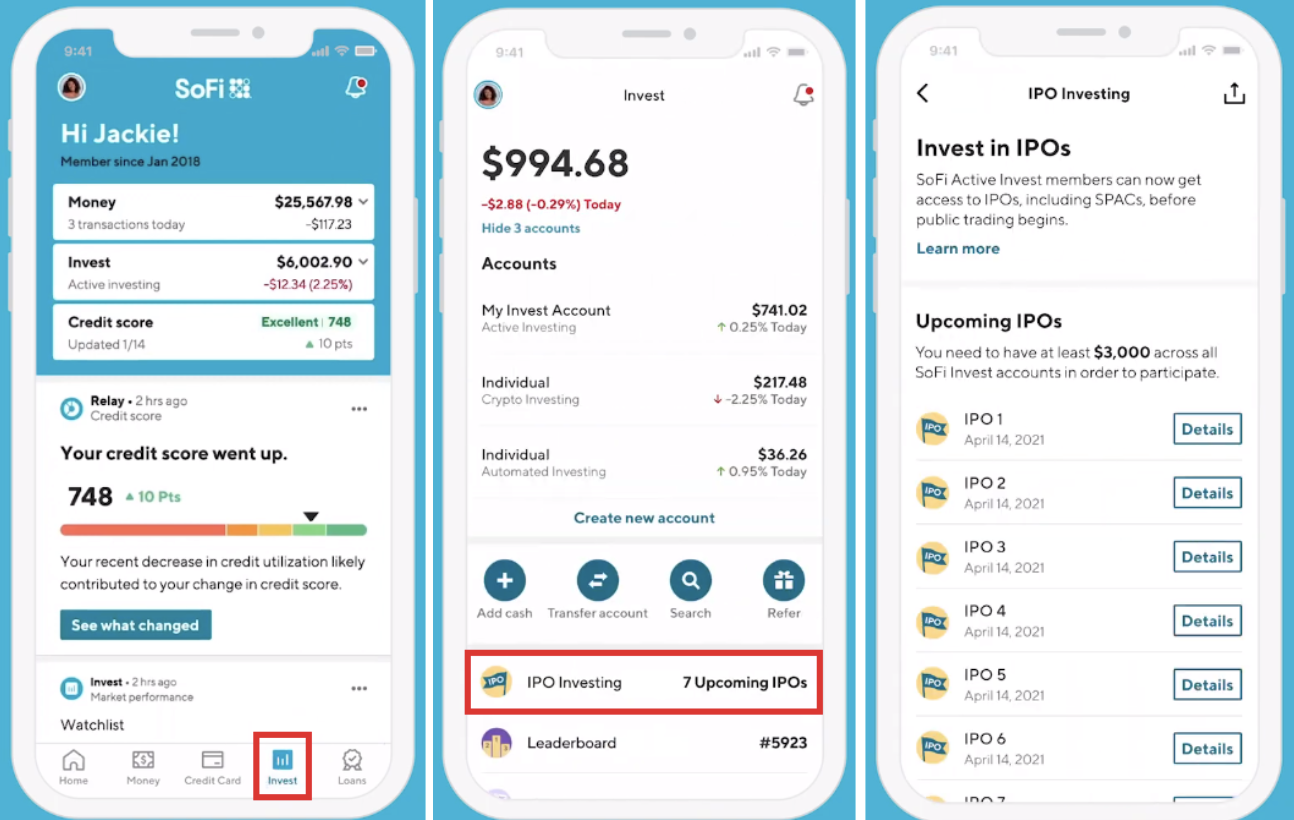 9:41
SoFi
Hi Jackie!
Member since Jan 2018
Money $25,567.98
3 transactions today -$117.23
Invest $6,002.90
Active investing -$12.34 (2.25%)
Credit score Excellent | 748
Updated 1/14 ▲ 10 pts
Relay • 2 hrs ago
Credit score
Your credit score went up.
748 ▲ 10 Pts
Your recent decrease in credit utilization likely
contributed to your change in credit score.
See what changed
Invest • 2 hrs ago
Market performance
Watchlist
Home Money Credit Card Invest Loans
9:41
Invest
$994.68
-$2.88 (-0.29%) Today
Hide 3 accounts
Accounts
My Invest Account $741.02
Active Investing ↑ 0.25% Today
Individual $217.48
Crypto Investing ↓ -2.25% Today
Individual $36.26
Automated Investing ↑ 0.95% Today
Create new account
Add cash Transfer account Search Refer
IPO IPO Investing 7 Upcoming IPOs
Leaderboard #5923
9:41
IPO Investing
Invest in IPOs
SoFi Active Invest members can now get
access to IPOs, including SPACs, before
public trading begins.
Learn more
Upcoming IPOs
You need to have at least $3,000 across all
SoFi Invest accounts in order to participate.
IPO IPO 1 Details
April 14, 2021
IPO IPO 2 Details
April 14, 2021
IPO IPO 3 Details
April 14, 2021
IPO IPO 4 Details
April 14, 2021
IPO IPO 5 Details
April 14, 2021
IPO IPO 6 Details
April 14, 2021
IPO 7